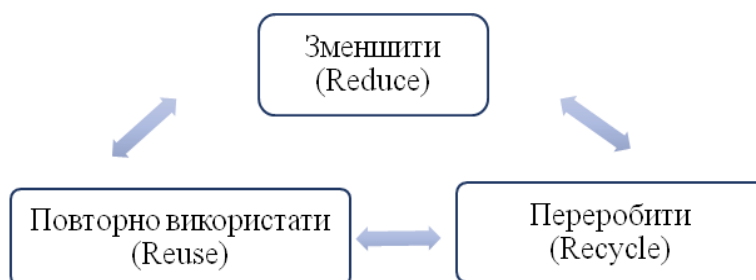 Зменшити
(Reduce)
Повторно використати
(Reuse)
Переробити
(Recycle)